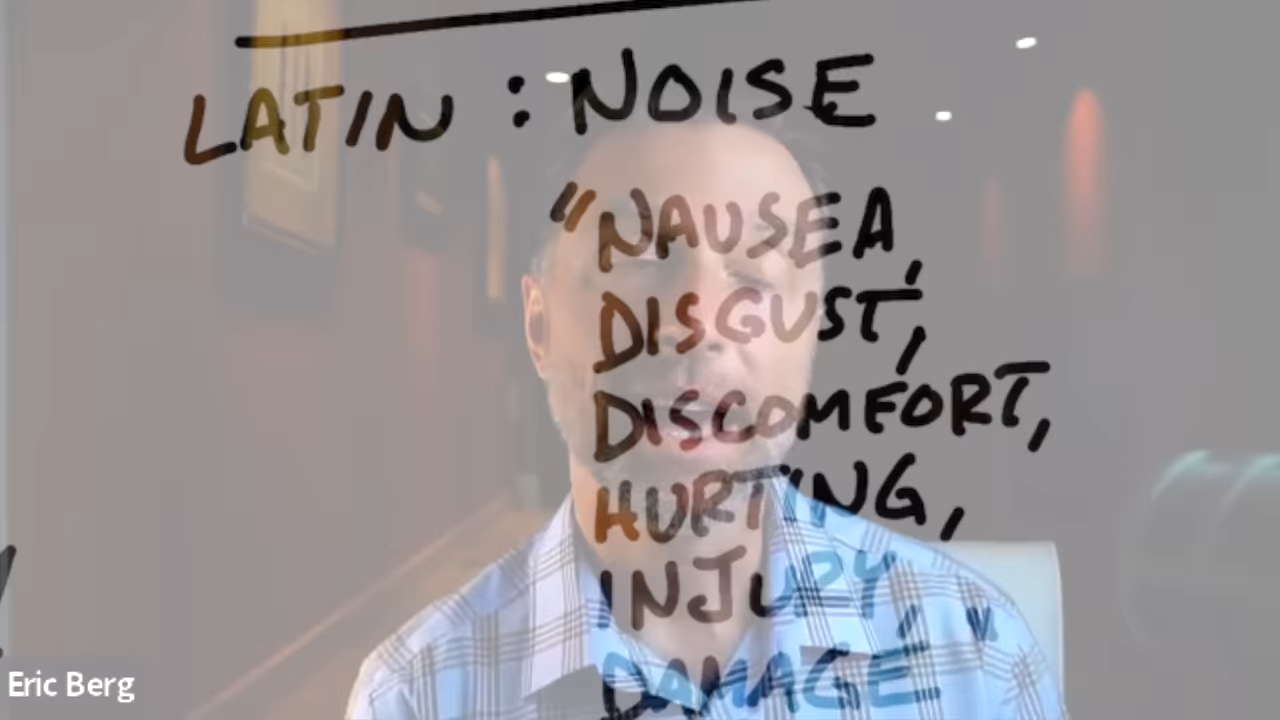 LATIN : NOISE
"NAUSEA,
DISGUST,
DISCOMFORT,
HURTING,
INJURY,
DAMAGE"
Eric Berg